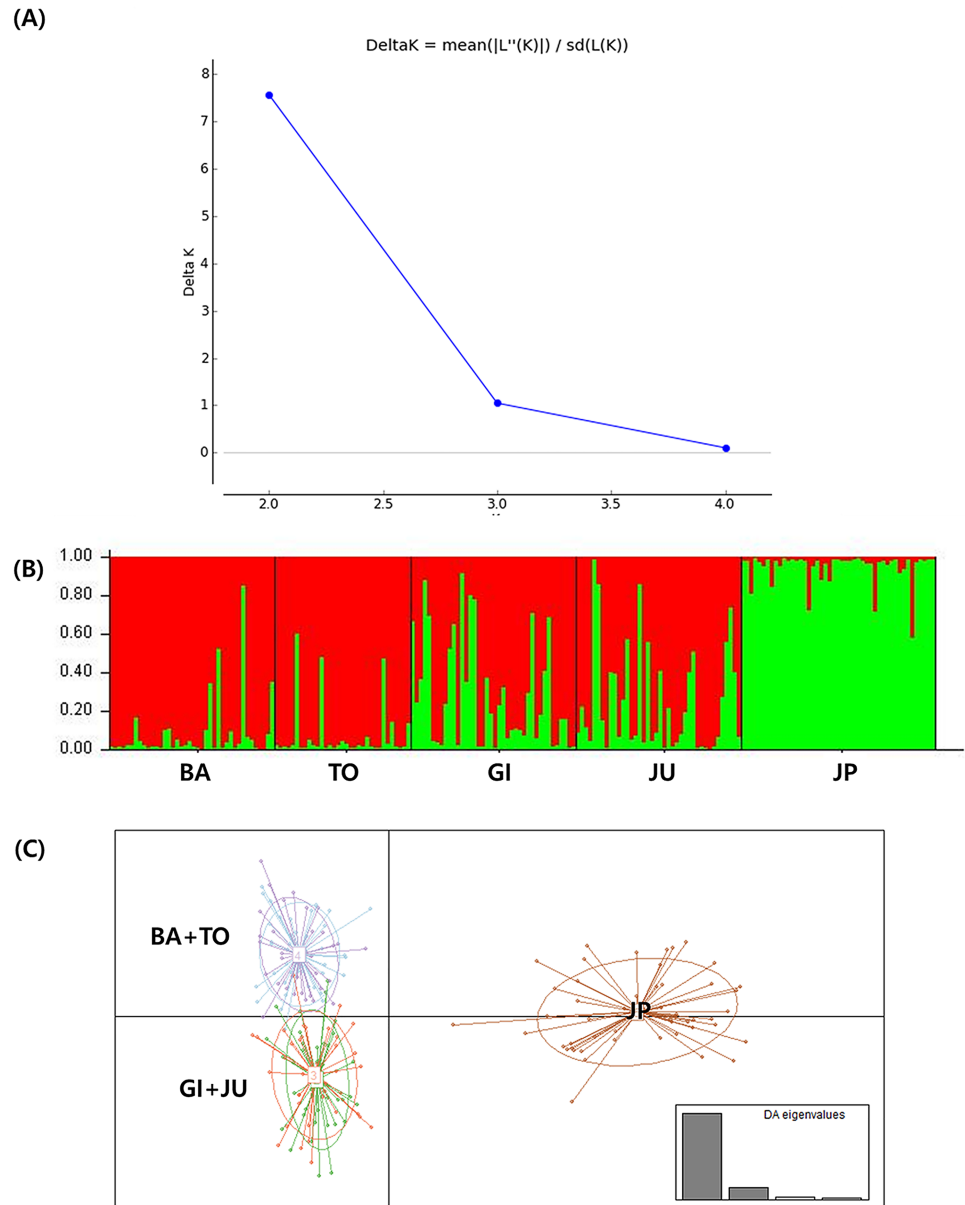 (A)
DeltaK = mean(|L''(K)|) / sd(L(K))
8
7
6
5
4
3
2
1
0
Delta K
2.0 2.5 3.0 3.5 4.0
(B)
1.00
0.80
0.60
0.40
0.20
0.00
BA TO GI JU JP
(C)
BA+TO
4
JP
3
GI+JU
DA eigenvalues